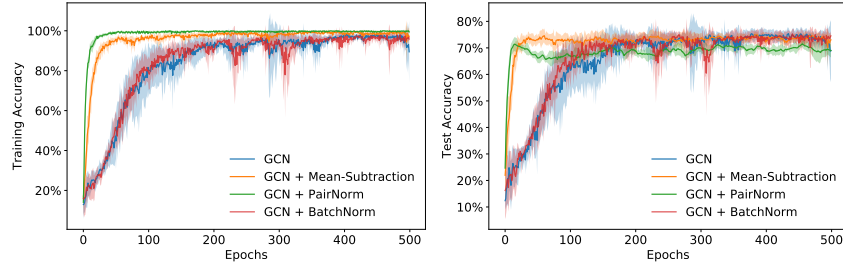 Training Accuracy
100%
80%
60%
40%
20%
0
100
200
300
400
500
Epochs
GCN
GCN + Mean-Subtraction
GCN + PairNorm
GCN + BatchNorm
Test Accuracy
80%
70%
60%
50%
40%
30%
20%
10%
0
100
200
300
400
500
Epochs
GCN
GCN + Mean-Subtraction
GCN + PairNorm
GCN + BatchNorm